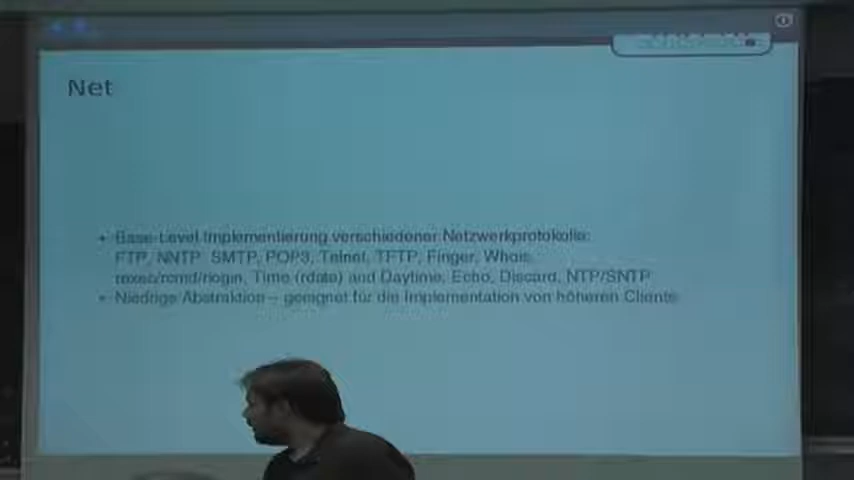 Net
• Base-Level Implementierung verschiedener Netzwerkprotokolle:
FTP, NNTP, SMTP, POP3, Telnet, TFTP, Finger, Whois,
rexec/rcmd/rlogin, Time (rdate) and Daytime, Echo, Discard, NTP/SNTP
• Niedrige Abstraktion – geeignet für die Implementation von höheren Clients